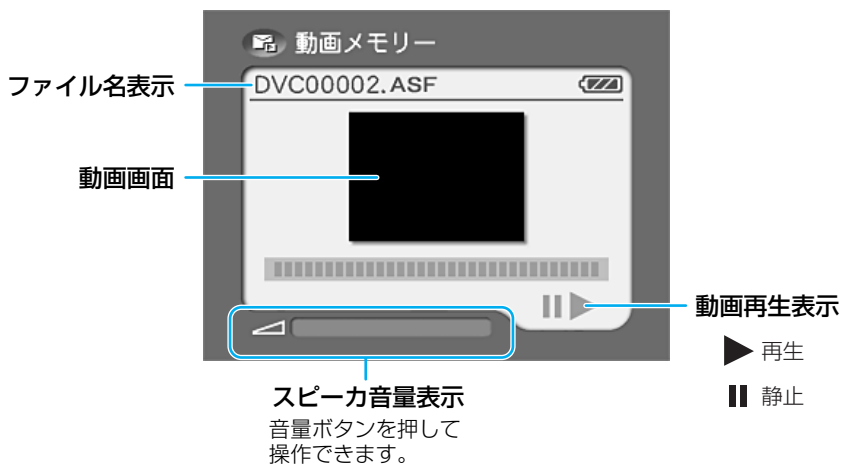 動画メモリー
ファイル名表示
DVC00002.ASF
動画画面
動画再生表示
再生
静止
スピーカ音量表示
音量ボタンを押して
操作できます。